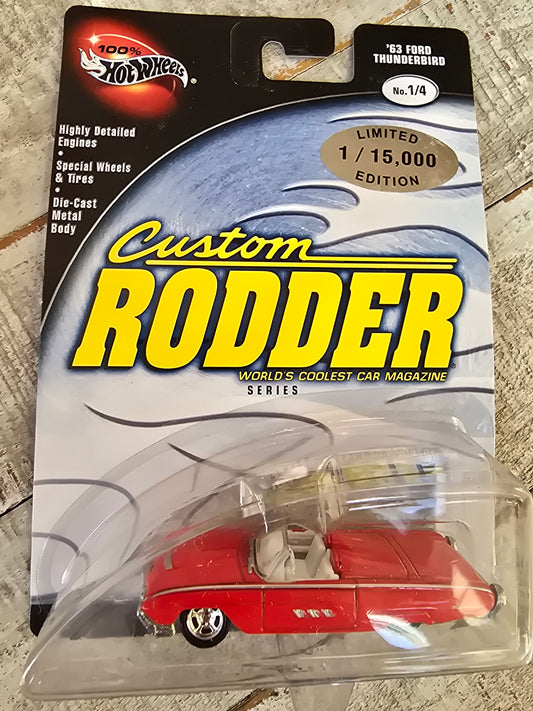 100%
Hot Wheels
'63 FORD
THUNDERBIRD
No.1/4
Highly Detailed
Engines
•
Special Wheels
& Tires
•
Die-Cast
Metal
Body
LIMITED
1 / 15,000
EDITION
Custom
RODDER
WORLD'S COOLEST CAR MAGAZINE
SERIES